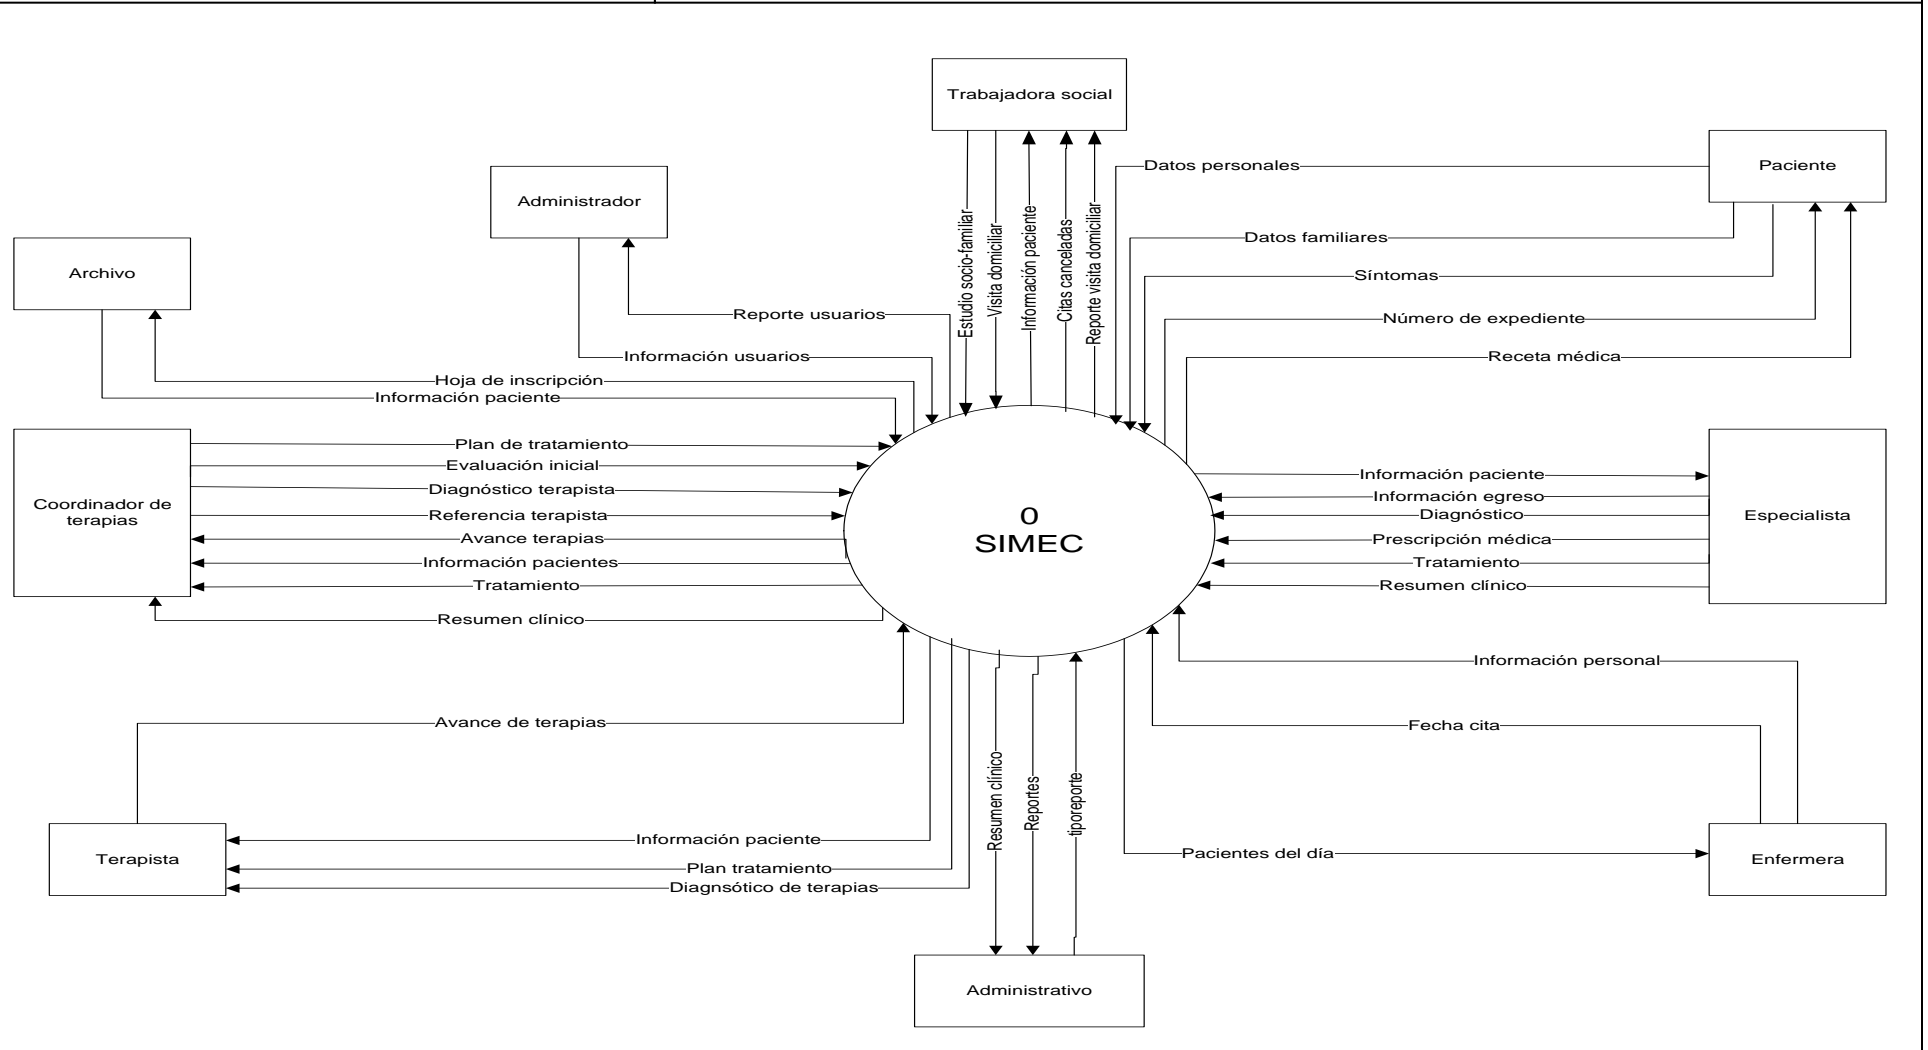 Trabajadora social
Paciente
Datos personales
Administrador
Datos familiares
Archivo
Síntomas
Estudio socio-familiar
Visita domiciliar
Información paciente
Citas canceladas
Reporte visita domiciliar
Reporte usuarios
Número de expediente
Información usuarios
Receta médica
Hoja de inscripción
Información paciente
Coordinador de
terapias
Plan de tratamiento
Evaluación inicial
Diagnóstico terapista
Referencia terapista
Avance terapias
Información pacientes
Tratamiento
Resumen clínico
0
SIMEC
Información paciente
Información egreso
Diagnóstico
Prescripción médica
Tratamiento
Resumen clínico
Especialista
Información personal
Avance de terapias
Fecha cita
Resumen clínico
Reportes
tiporeporte
Terapista
Información paciente
Plan tratamiento
Diagnsótico de terapias
Pacientes del día
Enfermera
Administrativo